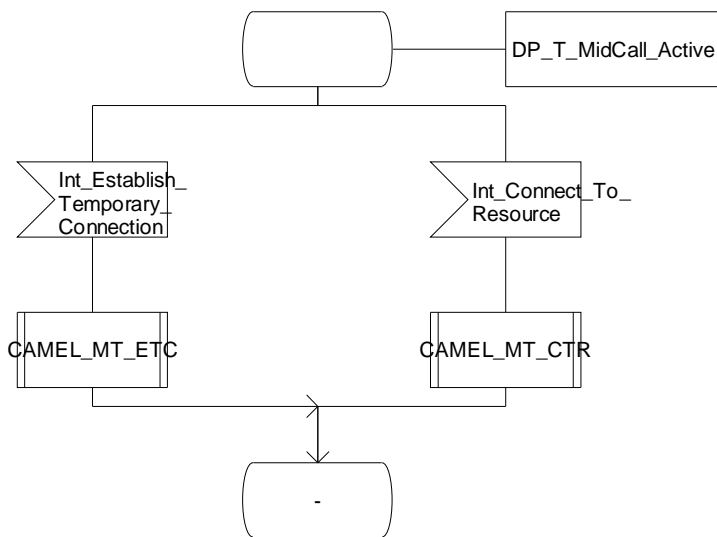 DP_T_MidCall_Active
Int_Establish_
Temporary_
Connection
Int_Connect_To_
Resource
CAMEL_MT_ETC
CAMEL_MT_CTR
-